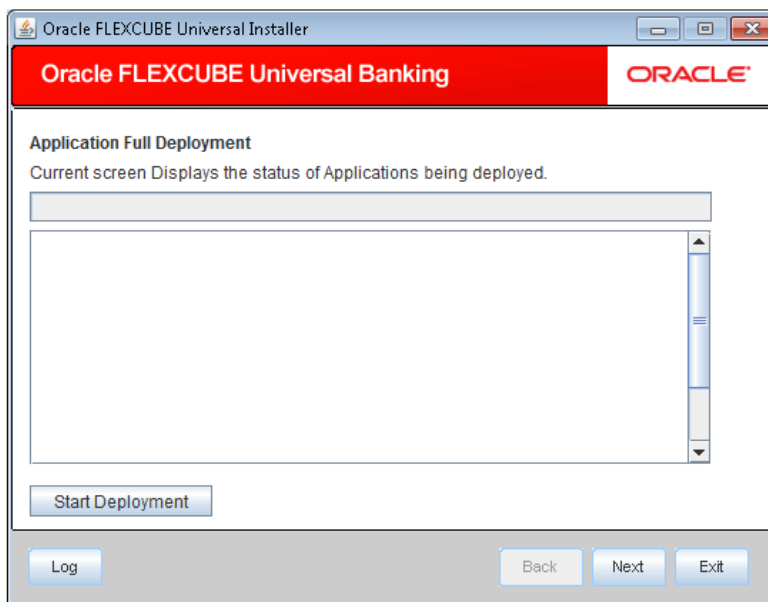 Oracle FLEXCUBE Universal Installer
Oracle FLEXCUBE Universal Banking
ORACLE
Application Full Deployment
Current screen Displays the status of Applications being deployed.
Start Deployment
Log
Back
Next
Exit